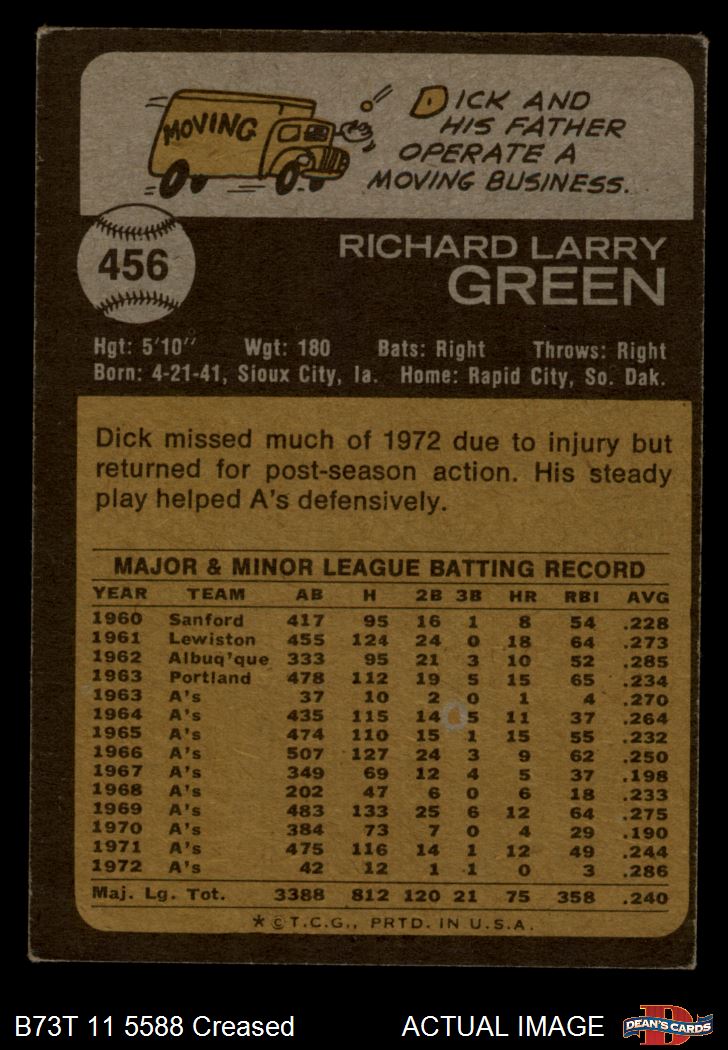 MOVING
DICK AND
HIS FATHER
OPERATE A
MOVING BUSINESS.
456
RICHARD LARRY
GREEN
Hgt: 5'10" Wgt: 180 Bats: Right Throws: Right
Born: 4-21-41, Sioux City, Ia. Home: Rapid City, So. Dak.
Dick missed much of 1972 due to injury but
returned for post-season action. His steady
play helped A's defensively.
MAJOR & MINOR LEAGUE BATTING RECORD
YEAR TEAM AB H 2B 3B HR RBI AVG
1960 Sanford 417 95 16 1 8 54 .228
1961 Lewiston 455 124 24 0 18 64 .273
1962 Albuq'que 333 95 21 3 10 52 .285
1963 Portland 478 112 19 5 15 65 .234
1963 A's 37 10 2 0 1 4 .270
1964 A's 435 115 14 5 11 37 .264
1965 A's 474 110 15 1 15 55 .232
1966 A's 507 127 24 3 9 62 .250
1967 A's 349 69 12 4 5 37 .198
1968 A's 202 47 6 0 6 18 .233
1969 A's 483 133 25 6 12 64 .275
1970 A's 384 73 7 0 4 29 .190
1971 A's 475 116 14 1 12 49 .244
1972 A's 42 12 1 1 0 3 .286
Maj. Lg. Tot. 3388 812 120 21 75 358 .240
* © T.C.G., PRTD. IN U.S.A.
B73T 11 5588 Creased ACTUAL IMAGE
D
DEAN'S CARDS